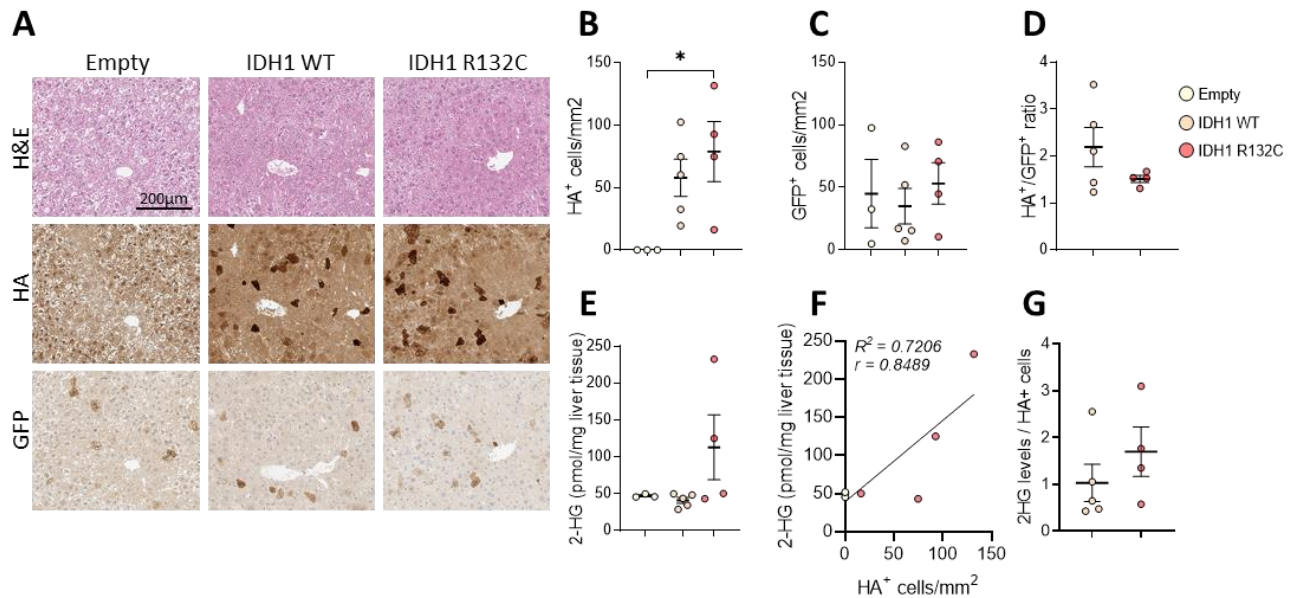 A
Empty
IDH1 WT
IDH1 R132C
H&E
200µm
HA
GFP
B
150
100
50
0
HA⁺ cells/mm2
*
C
150
100
50
0
GFP⁺ cells/mm2
D
4
3
2
1
0
HA⁺/GFP⁺ ratio
Empty
IDH1 WT
IDH1 R132C
E
250
200
150
100
50
0
2-HG (pmol/mg liver tissue)
F
250
200
150
100
50
0
2-HG (pmol/mg liver tissue)
R² = 0.7206
r = 0.8489
0 50 100 150
HA⁺ cells/mm²
G
4
3
2
1
0
2HG levels / HA+ cells